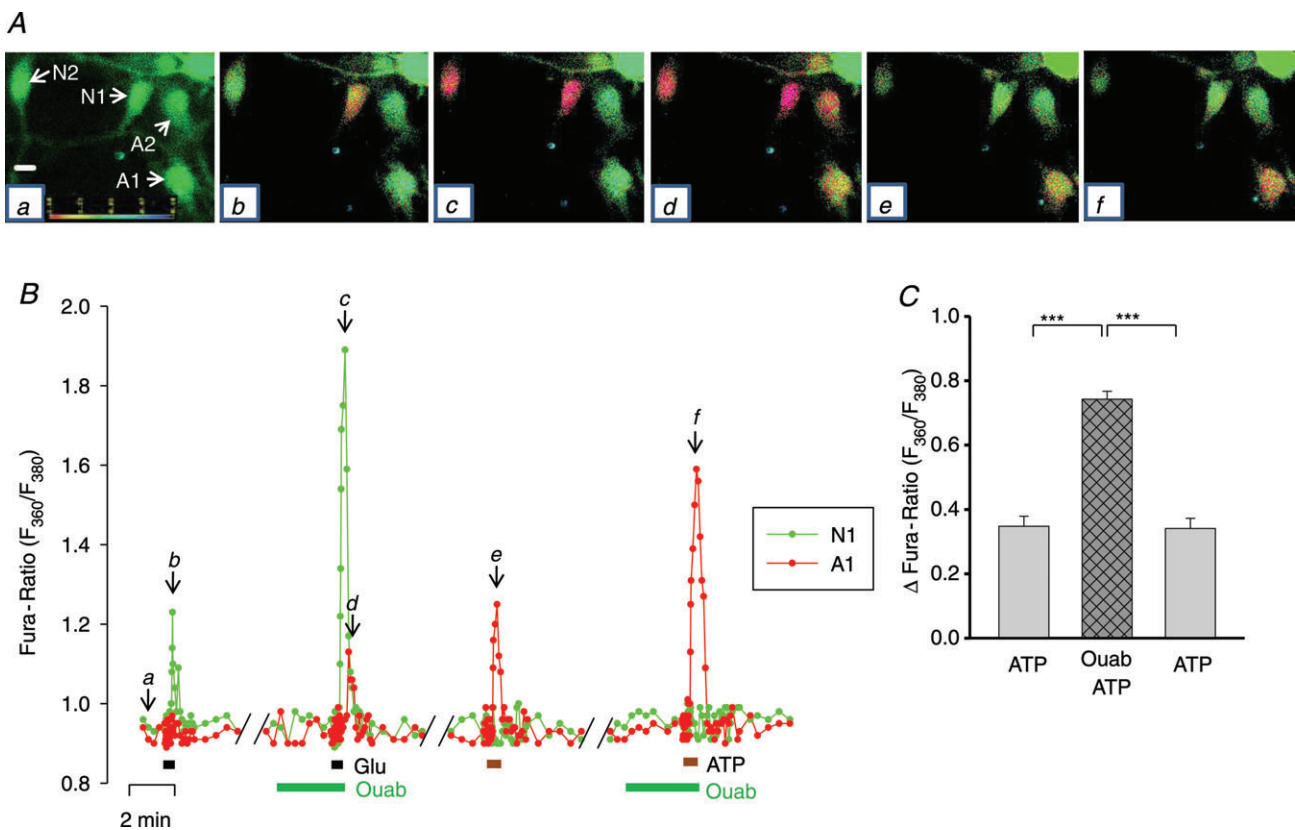 A
N2
N1
A2
A1
a
b
c
d
e
f
B
Fura-Ratio (F360/F380)
2.0
1.8
1.6
1.4
1.2
1.0
0.8
a
b
c
d
e
f
N1
A1
Glu
Ouab
ATP
Ouab
2 min
C
Δ Fura-Ratio (F360/F380)
1.0
0.8
0.6
0.4
0.2
0.0
*** ***
ATP
Ouab
ATP
ATP